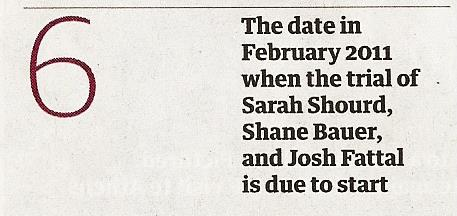 6
The date in
February 2011
when the trial of
Sarah Shourd,
Shane Bauer,
and Josh Fattal
is due to start